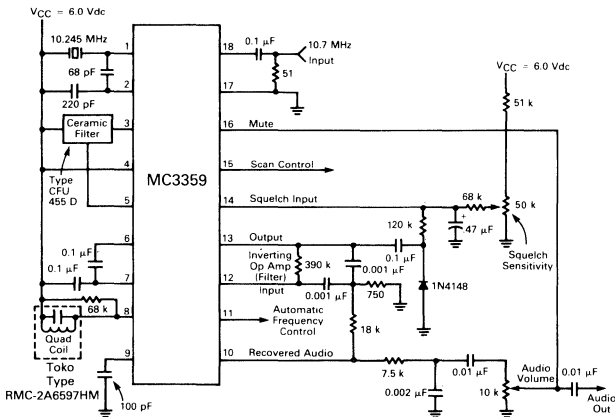 VCC = 6.0 Vdc
10.245 MHz
68 pF
220 pF
Ceramic
Filter
Type
CFU
455 D
0.1 µF
0.1 µF
68 k
Quad
Coil
Toko
Type
RMC-2A6597HM
100 pF
1
2
3
4
5
6
7
8
9
MC3359
18
17
16
15
14
13
12
11
10
0.1 µF
10.7 MHz
Input
51
Mute
Scan Control
Squelch Input
Output
Inverting
Op Amp
(Filter)
Input
390 k
0.001 µF
0.001 µF
750
120 k
0.1 µF
1N4148
68 k
+
.47 µF
VCC = 6.0 Vdc
51 k
50 k
Squelch
Sensitivity
Automatic
Frequency
Control
18 k
Recovered Audio
7.5 k
0.002 µF
0.01 µF
Audio
Volume
10 k
0.01 µF
Audio
Out